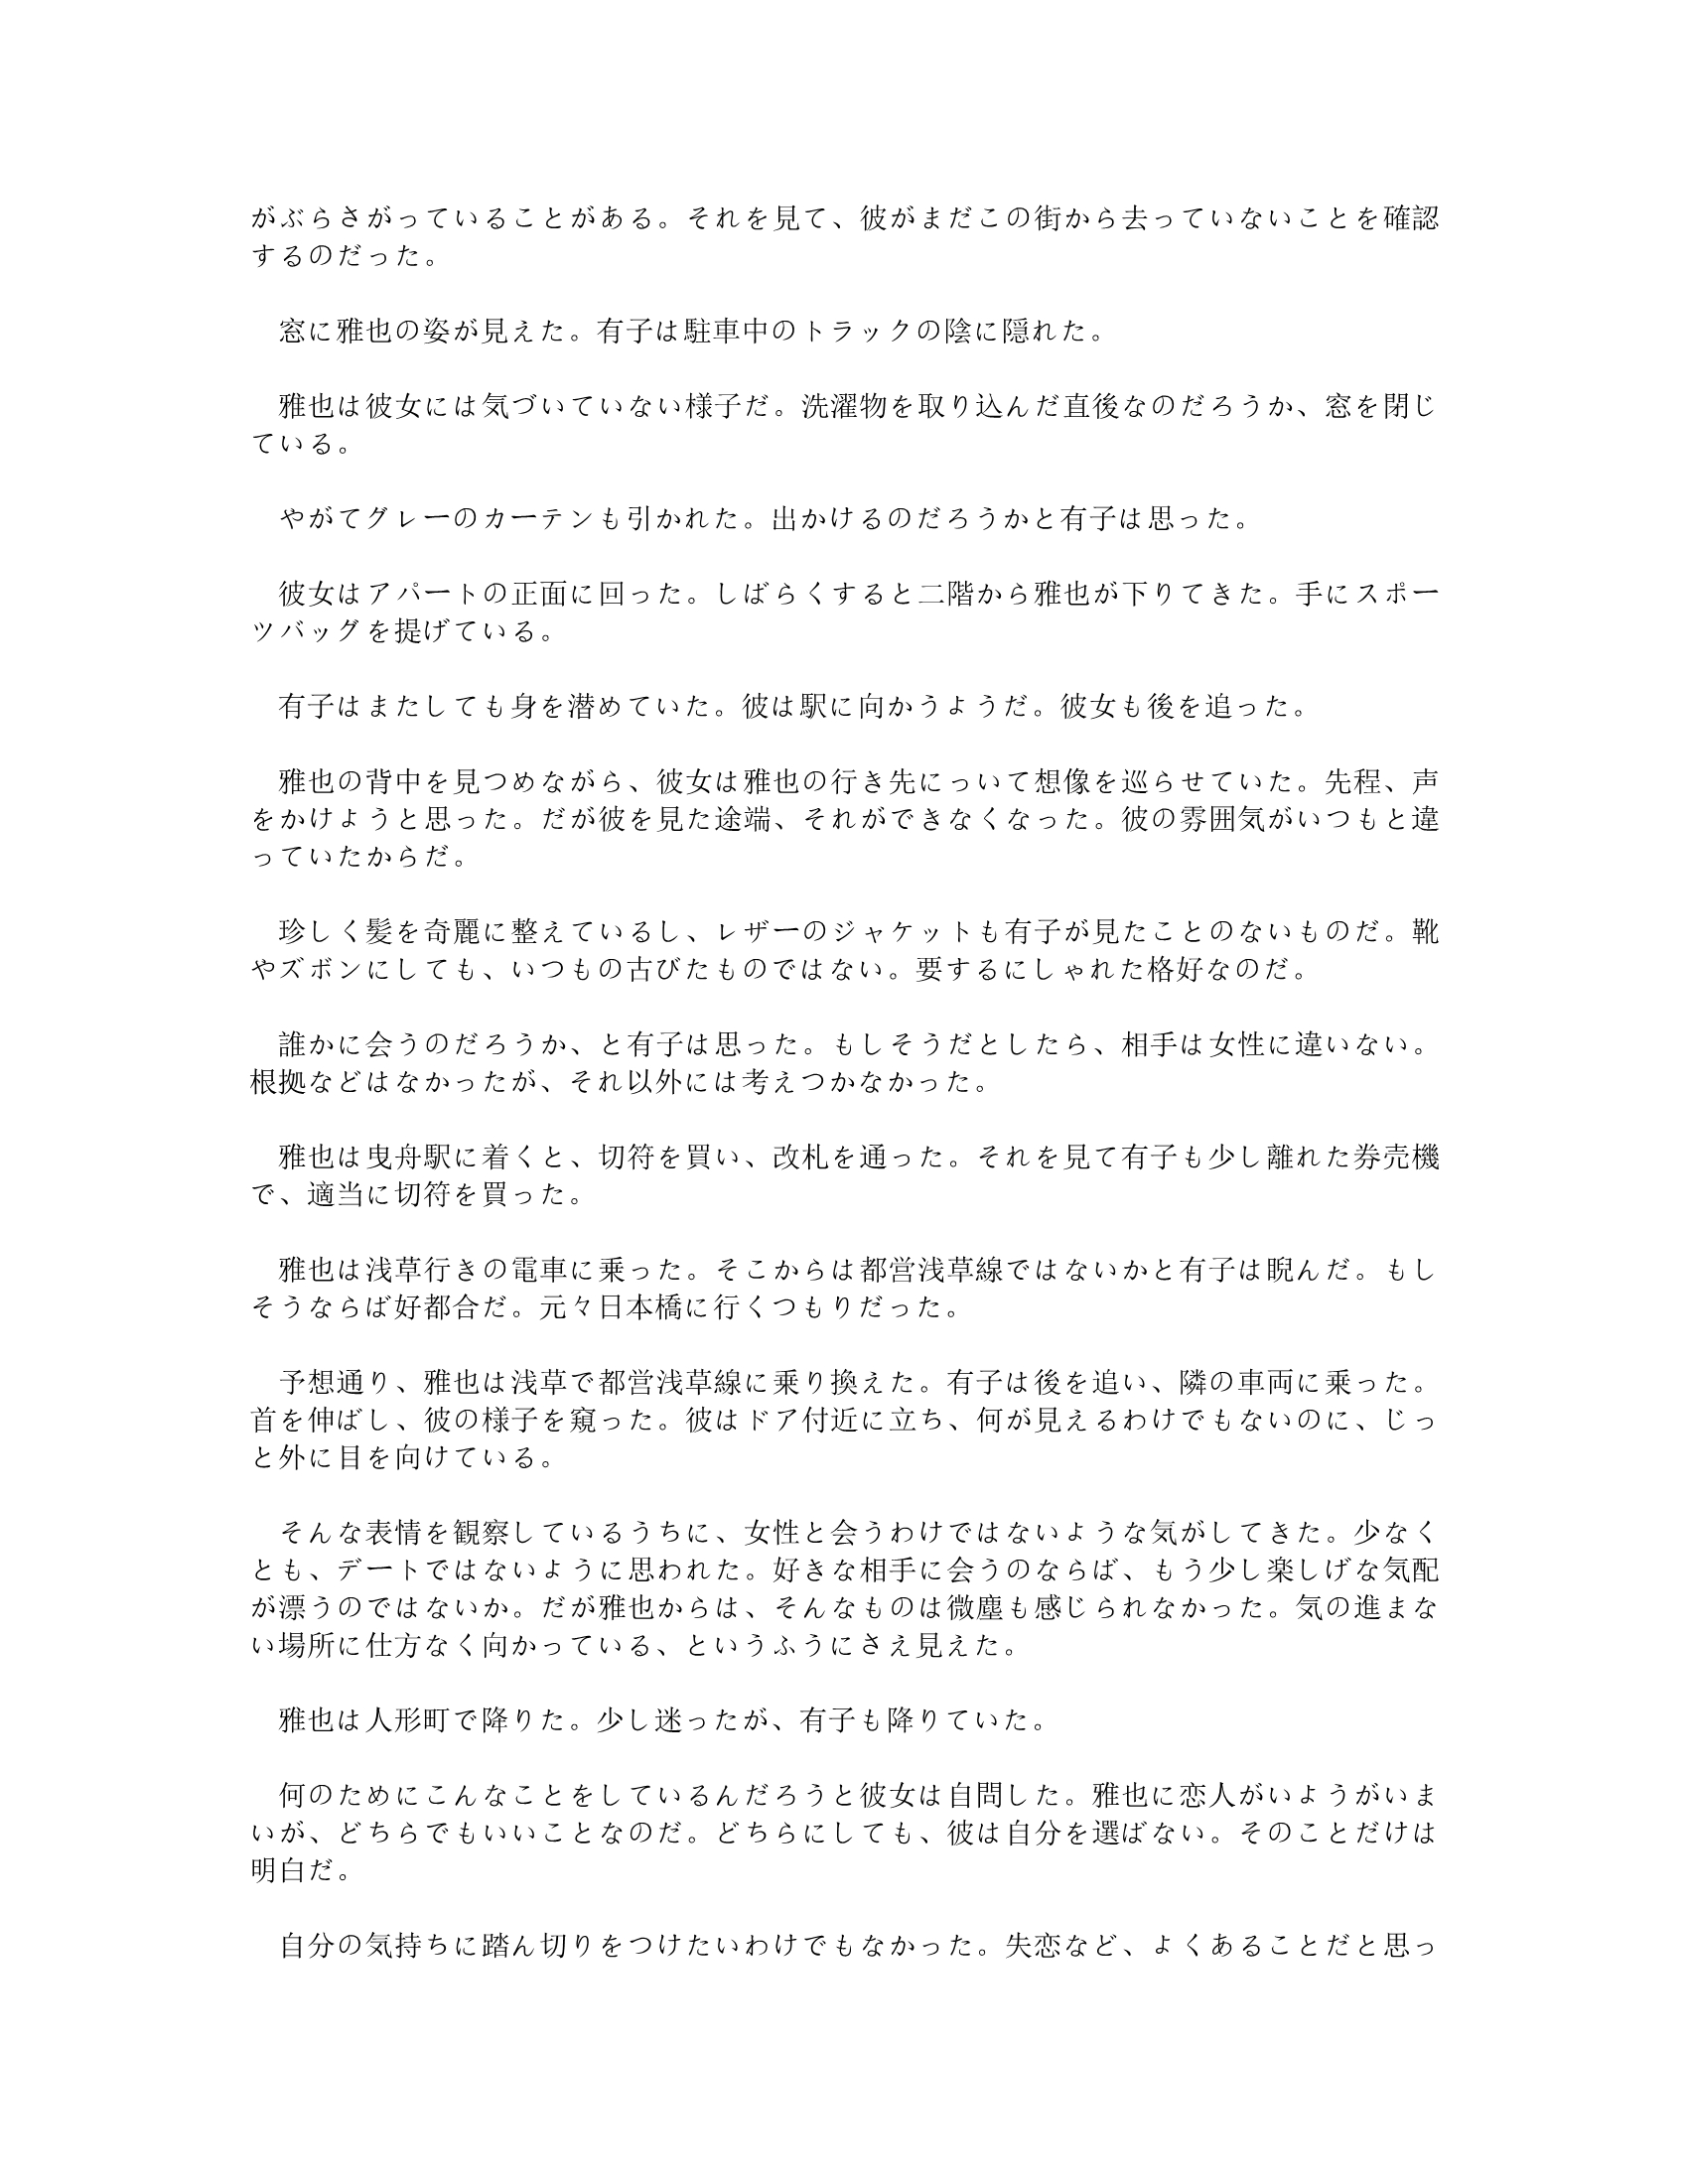 がぶらさがっていることがある。それを見て、彼がまだこの街から去っていないことを確認
するのだった。
　窓に雅也の姿が見えた。有子は駐車中のトラックの陰に隠れた。
　雅也は彼女には気づいていない様子だ。洗濯物を取り込んだ直後なのだろうか、窓を閉じ
ている。
　やがてグレーのカーテンも引かれた。出かけるのだろうかと有子は思った。
　彼女はアパートの正面に回った。しばらくすると二階から雅也が下りてきた。手にスポー
ツバッグを提げている。
　有子はまたしても身を潜めていた。彼は駅に向かうようだ。彼女も後を追った。
　雅也の背中を見つめながら、彼女は雅也の行き先にっいて想像を巡らせていた。先程、声
をかけようと思った。だが彼を見た途端、それができなくなった。彼の雰囲気がいつもと違
っていたからだ。
　珍しく髪を奇麗に整えているし、レザーのジャケットも有子が見たことのないものだ。靴
やズボンにしても、いつもの古びたものではない。要するにしゃれた格好なのだ。
　誰かに会うのだろうか、と有子は思った。もしそうだとしたら、相手は女性に違いない。
根拠などはなかったが、それ以外には考えつかなかった。
　雅也は曳舟駅に着くと、切符を買い、改札を通った。それを見て有子も少し離れた券売機
で、適当に切符を買った。
　雅也は浅草行きの電車に乗った。そこからは都営浅草線ではないかと有子は睨んだ。もし
そうならば好都合だ。元々日本橋に行くつもりだった。
　予想通り、雅也は浅草で都営浅草線に乗り換えた。有子は後を追い、隣の車両に乗った。
首を伸ばし、彼の様子を窺った。彼はドア付近に立ち、何が見えるわけでもないのに、じっ
と外に目を向けている。
　そんな表情を観察しているうちに、女性と会うわけではないような気がしてきた。少なく
とも、デートではないように思われた。好きな相手に会うのならば、もう少し楽しげな気配
が漂うのではないか。だが雅也からは、そんなものは微塵も感じられなかった。気の進まな
い場所に仕方なく向かっている、というふうにさえ見えた。
　雅也は人形町で降りた。少し迷ったが、有子も降りていた。
　何のためにこんなことをしているんだろうと彼女は自問した。雅也に恋人がいようがいま
いが、どちらでもいいことなのだ。どちらにしても、彼は自分を選ばない。そのことだけは
明白だ。
　自分の気持ちに踏ん切りをつけたいわけでもなかった。失恋など、よくあることだと思っ